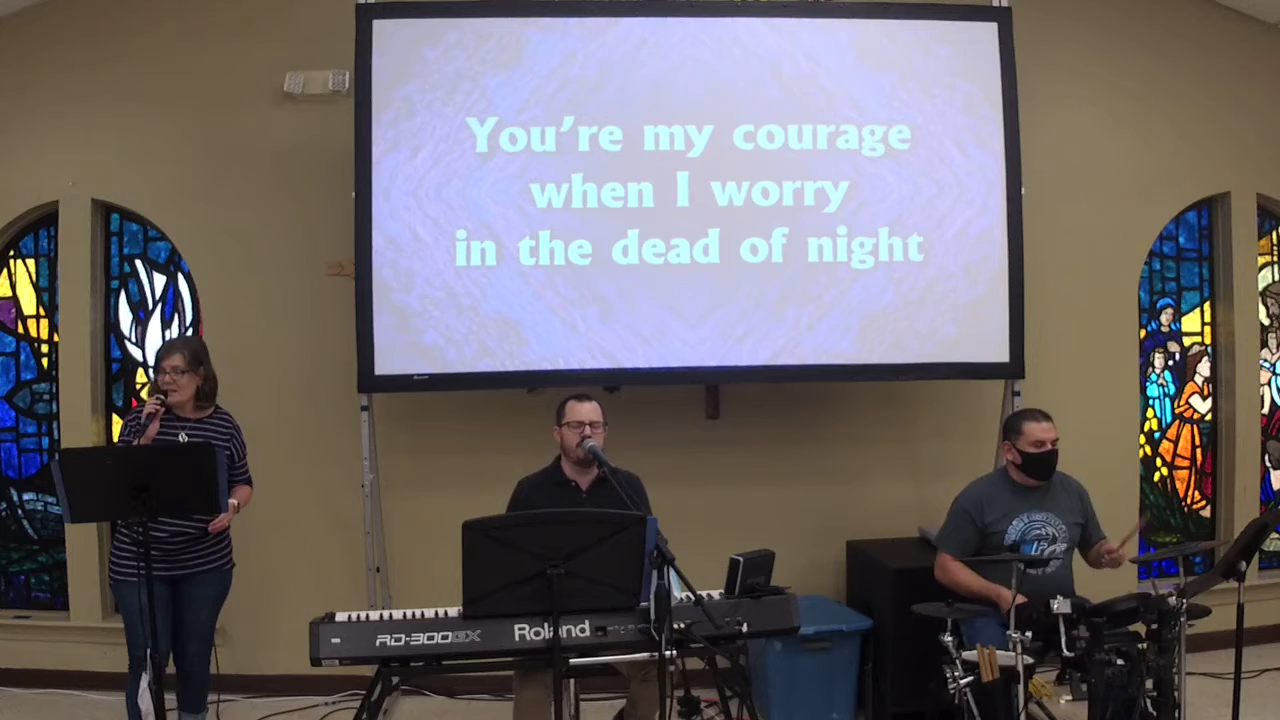 You're my courage
when I worry
in the dead of night
RD-300GX
Roland